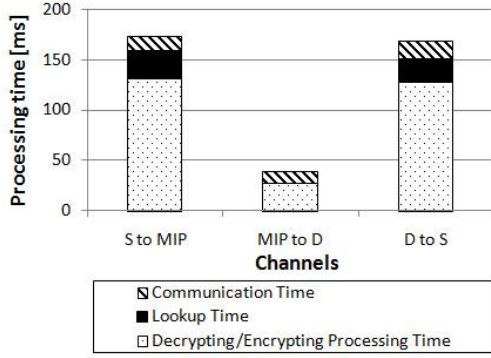 Processing time [ms]
200
150
100
50
0
S to MIP MIP to D D to S
Channels
Communication Time
Lookup Time
Decrypting/Encrypting Processing Time